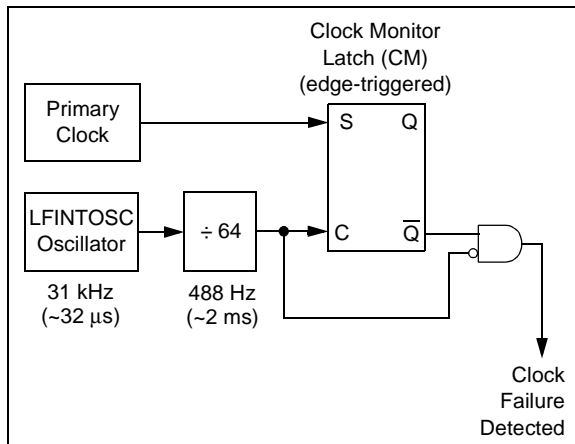 Clock Monitor
Latch (CM)
(edge-triggered)
Primary
Clock
S
Q
LFINTOSC
Oscillator
÷ 64
C
Q̅
31 kHz
(~32 μs)
488 Hz
(~2 ms)
Clock
Failure
Detected